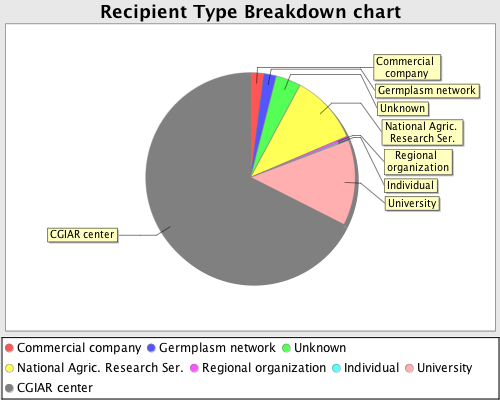 Recipient Type Breakdown chart
Commercial
company
Germplasm network
Unknown
National Agric.
Research Ser.
Regional
organization
Individual
University
CGIAR center
Commercial company Germplasm network Unknown
National Agric. Research Ser. Regional organization Individual University
CGIAR center